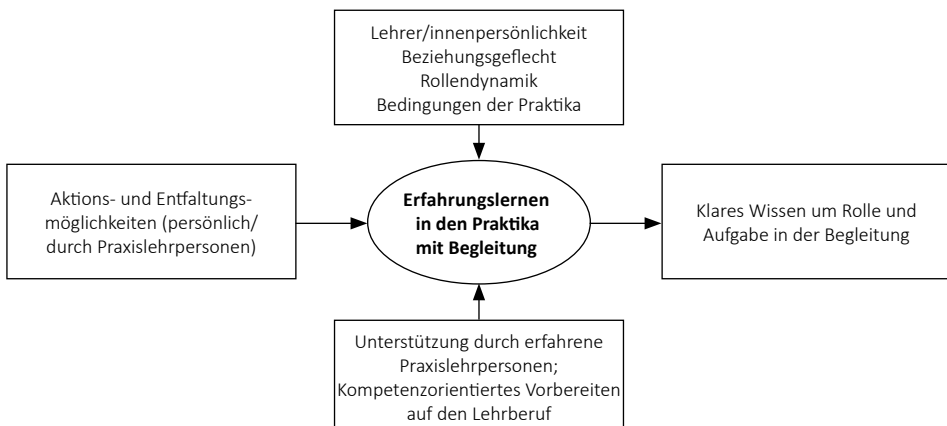 Lehrer/innenpersönlichkeit
Beziehungsgeflecht
Rollendynamik
Bedingungen der Praktika
Aktions- und Entfaltungs-
möglichkeiten (persönlich/
durch Praxislehrpersonen)
Erfahrungslernen
in den Praktika
mit Begleitung
Klares Wissen um Rolle und
Aufgabe in der Begleitung
Unterstützung durch erfahrene
Praxislehrpersonen;
Kompetenzorientiertes Vorbereiten
auf den Lehrberuf